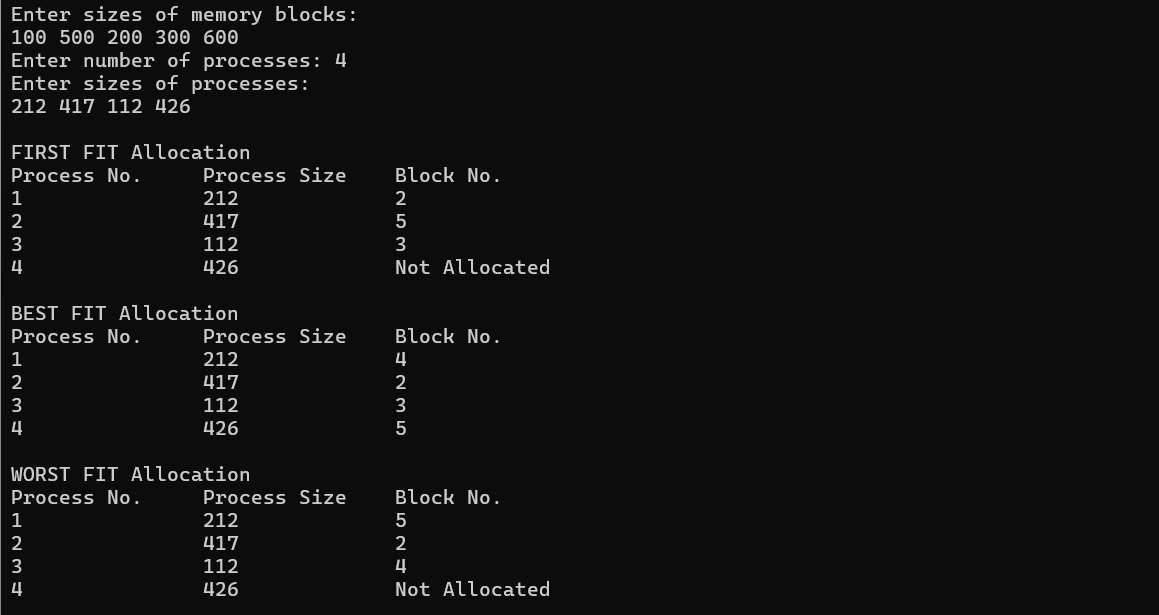 Enter sizes of memory blocks:
100 500 200 300 600
Enter number of processes: 4
Enter sizes of processes:
212 417 112 426

FIRST FIT Allocation
Process No.     Process Size    Block No.
1               212             2
2               417             5
3               112             3
4               426             Not Allocated

BEST FIT Allocation
Process No.     Process Size    Block No.
1               212             4
2               417             2
3               112             3
4               426             5

WORST FIT Allocation
Process No.     Process Size    Block No.
1               212             5
2               417             2
3               112             4
4               426             Not Allocated